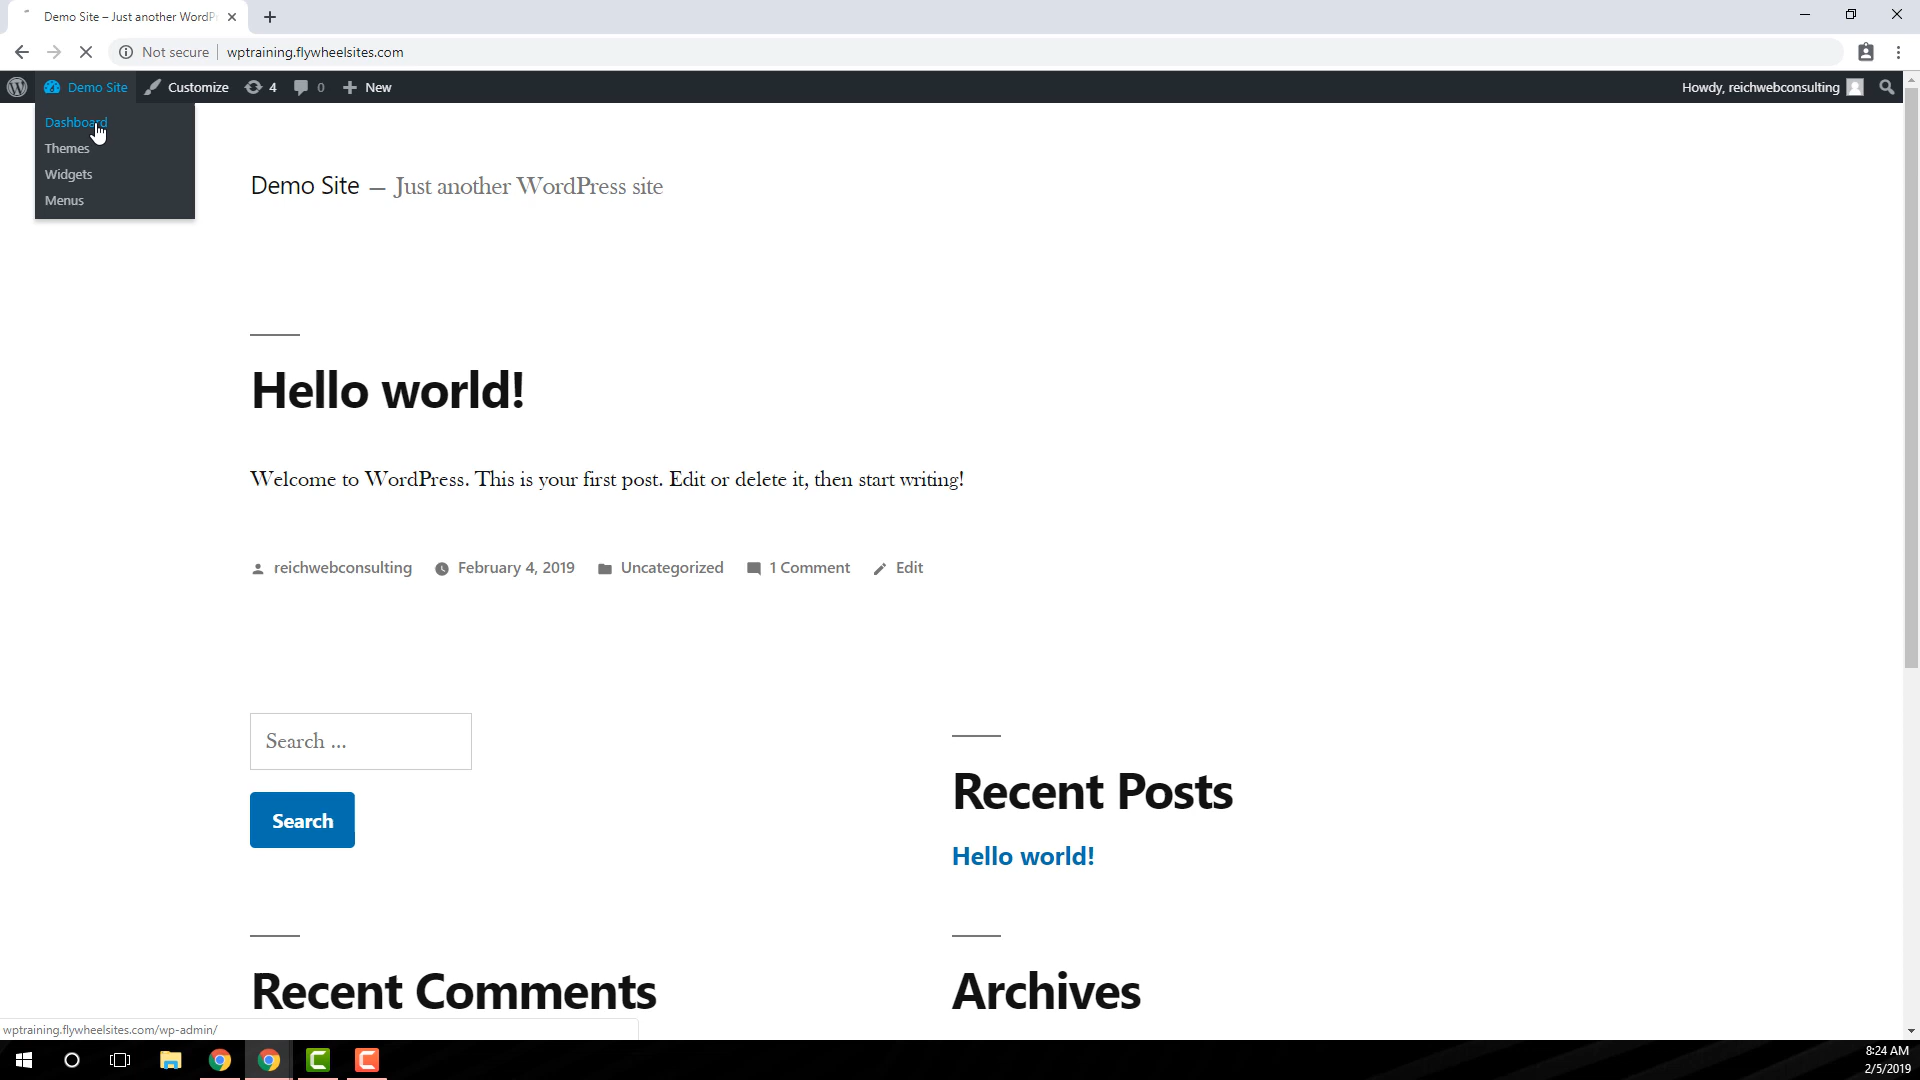 Demo Site – Just another WordP
Not secure
wptraining.flywheelsites.com
Demo Site
Customize
4
0
New
Howdy, reichwebconsulting
Dashboard
Themes
Widgets
Menus
Demo Site — Just another WordPress site
Hello world!
Welcome to WordPress. This is your first post. Edit or delete it, then start writing!
reichwebconsulting February 4, 2019 Uncategorized 1 Comment Edit
Search ...
Search
Recent Posts
Hello world!
Recent Comments
Archives
wptraining.flywheelsites.com/wp-admin/
8:24 AM
2/5/2019